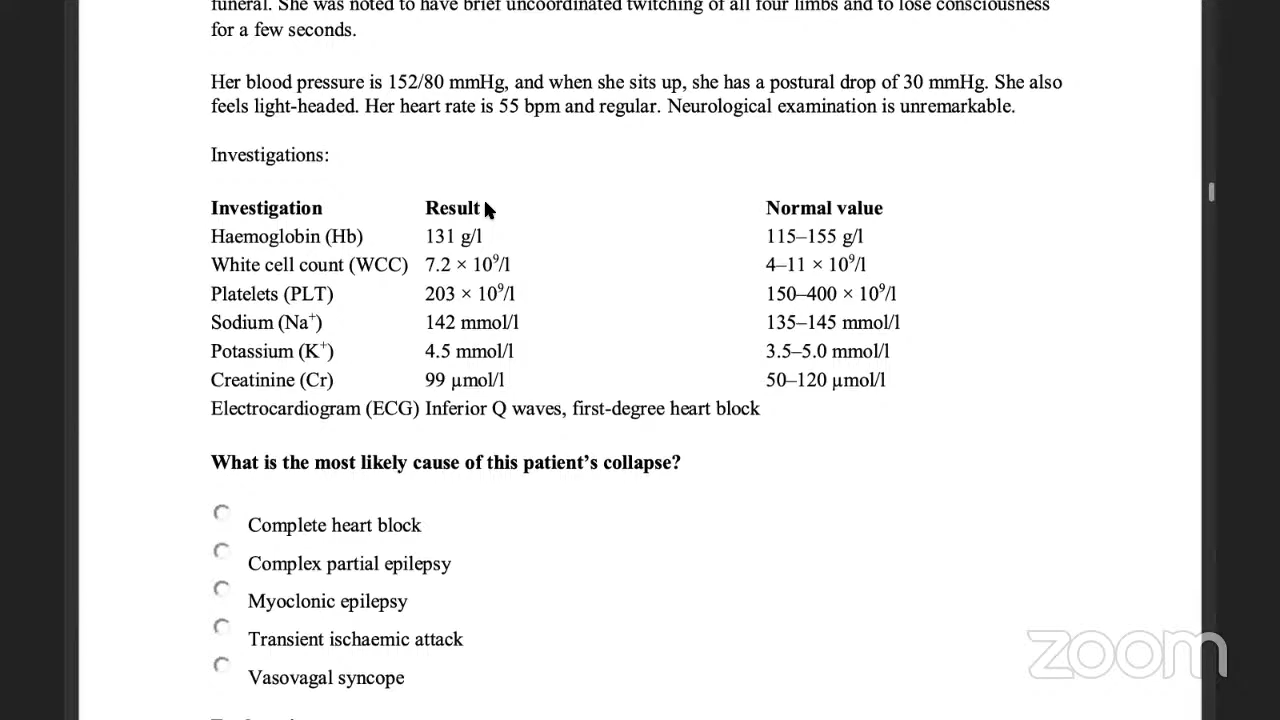 funeral. She was noted to have brief uncoordinated twitching of all four limbs and to lose consciousness
for a few seconds.
Her blood pressure is 152/80 mmHg, and when she sits up, she has a postural drop of 30 mmHg. She also
feels light-headed. Her heart rate is 55 bpm and regular. Neurological examination is unremarkable.
Investigations:
Investigation Result Normal value
Haemoglobin (Hb) 131 g/l 115–155 g/l
White cell count (WCC) 7.2 × 10⁹/l 4–11 × 10⁹/l
Platelets (PLT) 203 × 10⁹/l 150–400 × 10⁹/l
Sodium (Na⁺) 142 mmol/l 135–145 mmol/l
Potassium (K⁺) 4.5 mmol/l 3.5–5.0 mmol/l
Creatinine (Cr) 99 µmol/l 50–120 µmol/l
Electrocardiogram (ECG) Inferior Q waves, first-degree heart block
What is the most likely cause of this patient’s collapse?
Complete heart block
Complex partial epilepsy
Myoclonic epilepsy
Transient ischaemic attack
Vasovagal syncope
zoom